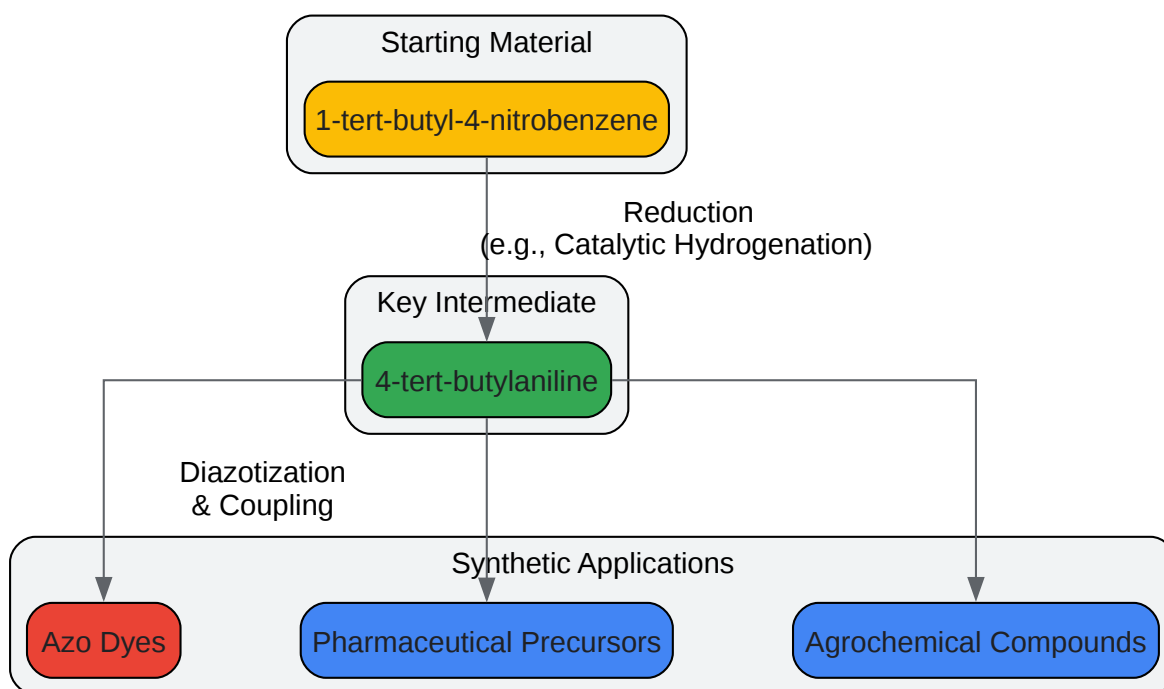 Starting Material
1-tert-butyl-4-nitrobenzene
Reduction
(e.g., Catalytic Hydrogenation)
Key Intermediate
4-tert-butylaniline
Diazotization
& Coupling
Synthetic Applications
Azo Dyes
Pharmaceutical Precursors
Agrochemical Compounds